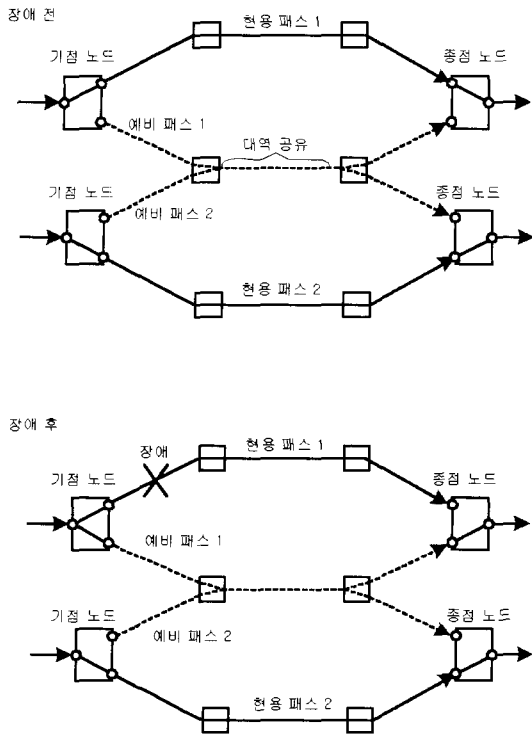 장애 전
현용 패스 1
기점 노드
종점 노드
예비 패스 1
대역 공유
기점 노드
종점 노드
예비 패스 2
현용 패스 2
장애 후
장애
현용 패스 1
기점 노드
종점 노드
예비 패스 1
기점 노드
종점 노드
예비 패스 2
현용 패스 2